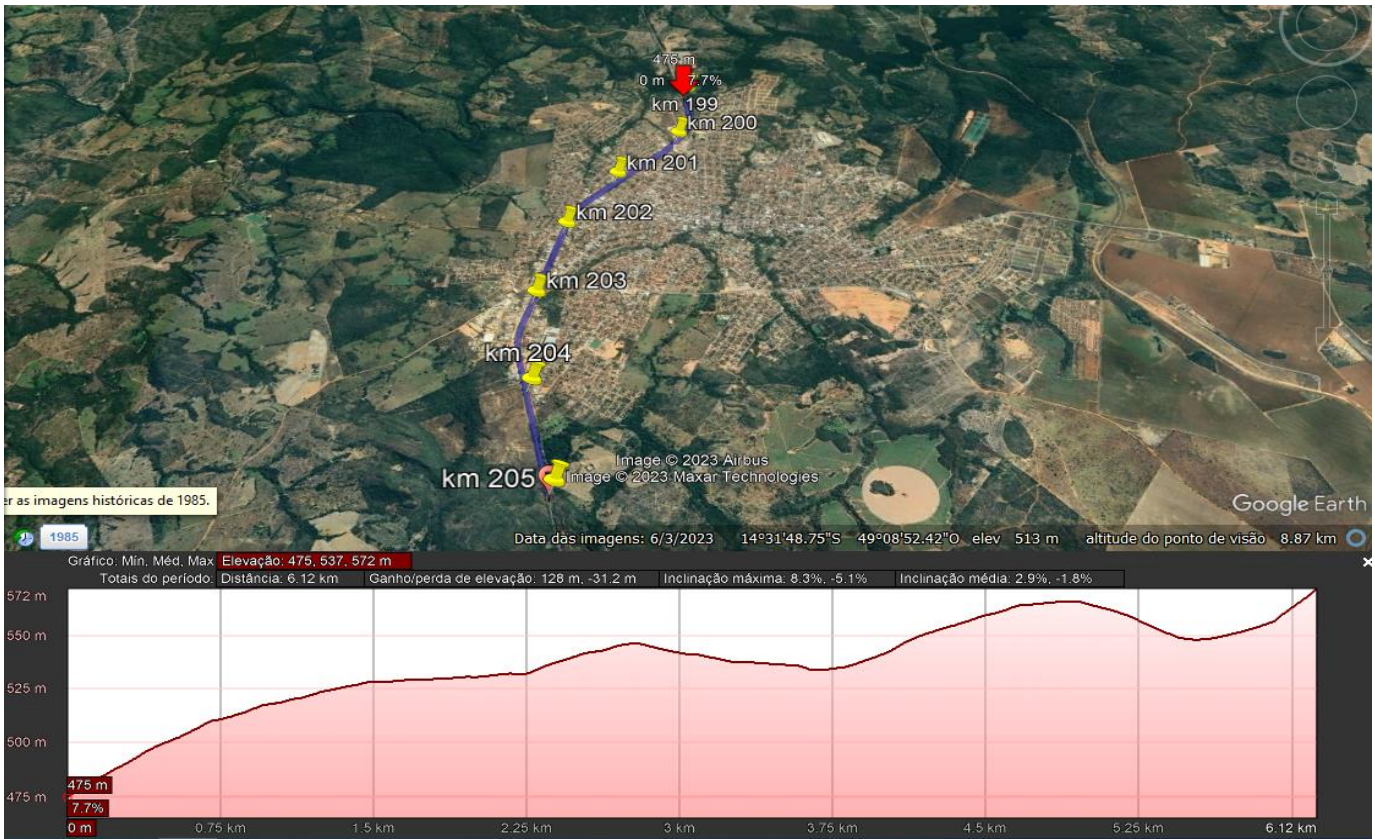 475 m
0 m 7.7%
km 199
km 200
km 201
km 202
km 203
km 204
km 205
Image © 2023 Airbus
Image © 2023 Maxar Technologies
er as imagens históricas de 1985.
Google Earth
1985
Data das imagens: 6/3/2023 14°31'48.75"S 49°08'52.42"O elev 513 m altitude do ponto de visão 8.87 km
Gráfico: Mín, Méd, Max Elevação: 475, 537, 572 m
Totais do período: Distância: 6.12 km Ganho/perda de elevação: 128 m, -31.2 m Inclinação máxima: 8.3%, -5.1% Inclinação média: 2.9%, -1.8%
572 m
550 m
525 m
500 m
475 m
475 m
7.7%
0 m 0.75 km 1.5 km 2.25 km 3 km 3.75 km 4.5 km 5.25 km 6.12 km